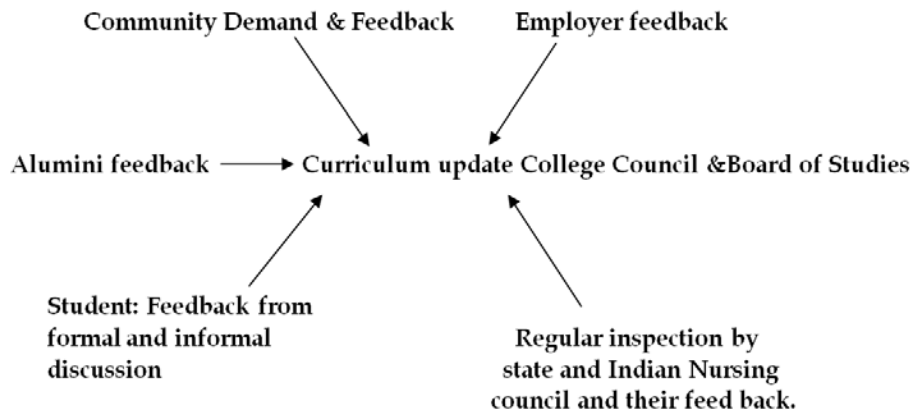 Community Demand & Feedback
Employer feedback
Alumini feedback
Curriculum update College Council &Board of Studies
Student: Feedback from
formal and informal
discussion
Regular inspection by
state and Indian Nursing
council and their feed back.